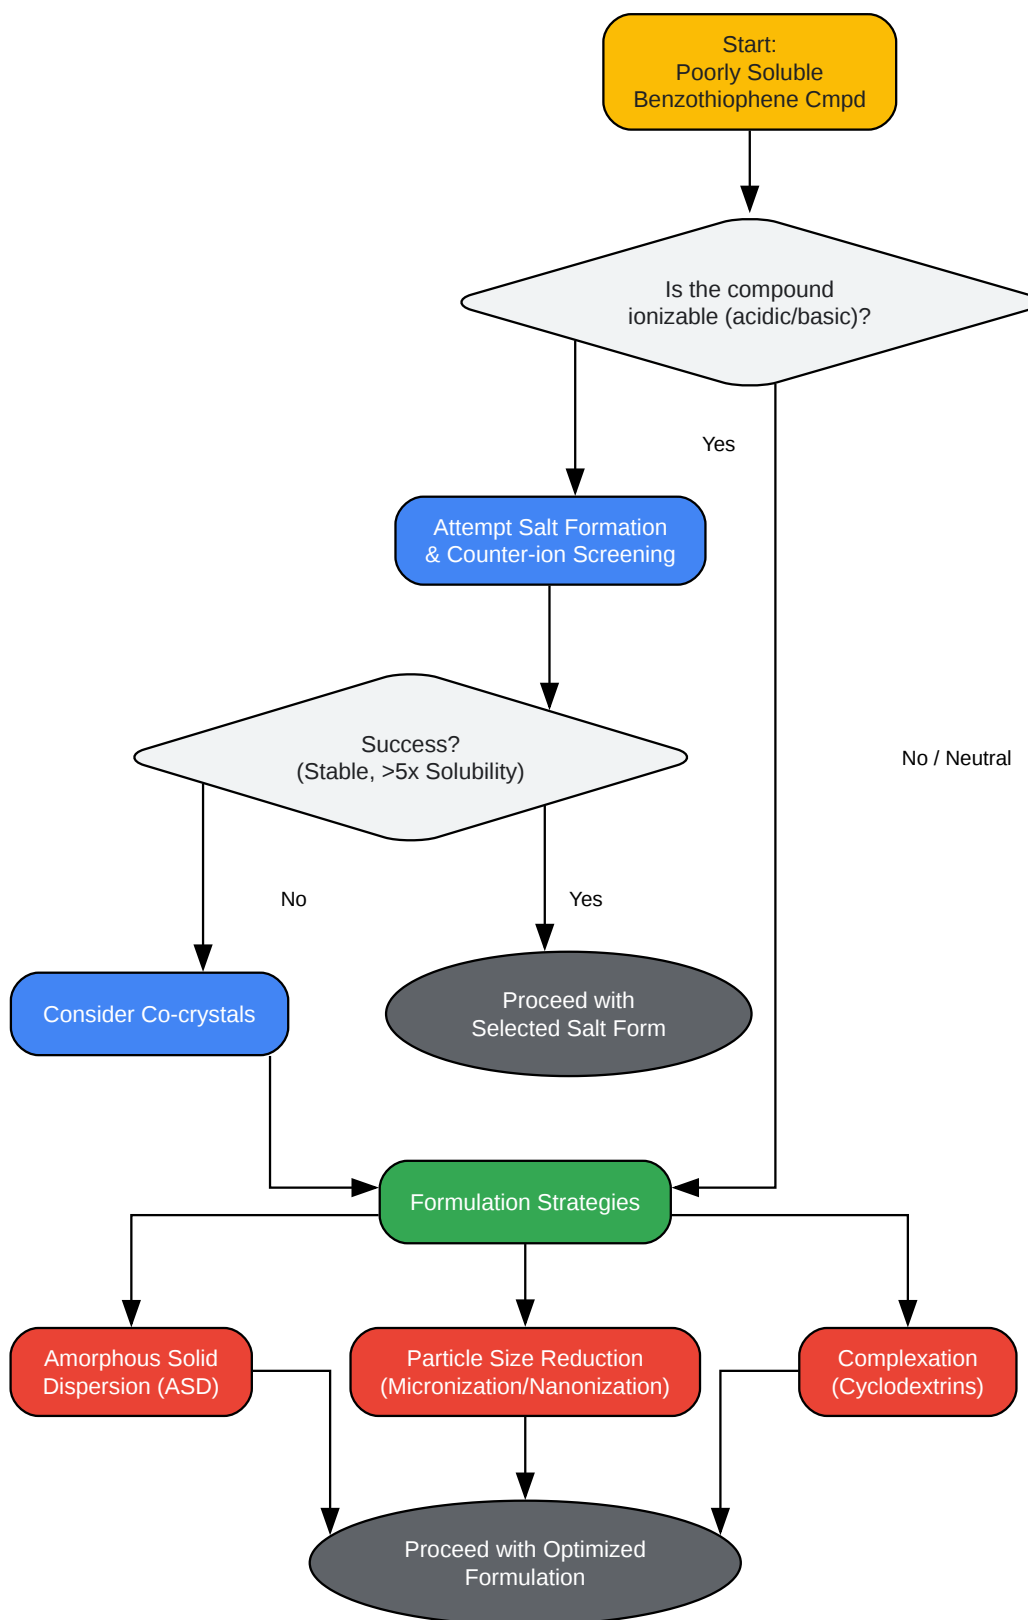 Start:
Poorly Soluble
Benzothiophene Cmpd
Is the compound
ionizable (acidic/basic)?
Yes
Attempt Salt Formation
& Counter-ion Screening
Success?
(Stable, >5x Solubility)
No / Neutral
No
Yes
Consider Co-crystals
Proceed with
Selected Salt Form
Formulation Strategies
Amorphous Solid
Dispersion (ASD)
Particle Size Reduction
(Micronization/Nanonization)
Complexation
(Cyclodextrins)
Proceed with Optimized
Formulation